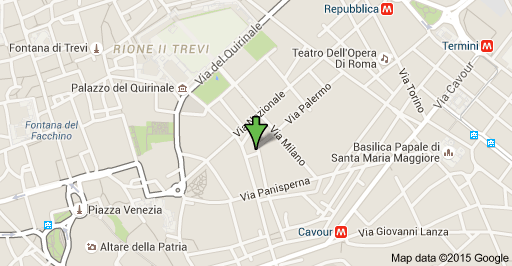 Repubblica M
Fontana di Trevi
RIONE II TREVI
Via del Quirinale
Teatro Dell'Opera
Di Roma
Termini M
Palazzo del Quirinale
Via Nazionale
Via Palermo
Via Torino
Via Cavour
Fontana del
Facchino
Via Milano
Basilica Papale di
Santa Maria Maggiore
Via Panisperna
Piazza Venezia
Altare della Patria
Cavour M
Via Giovanni Lanza
Map data ©2015 Google